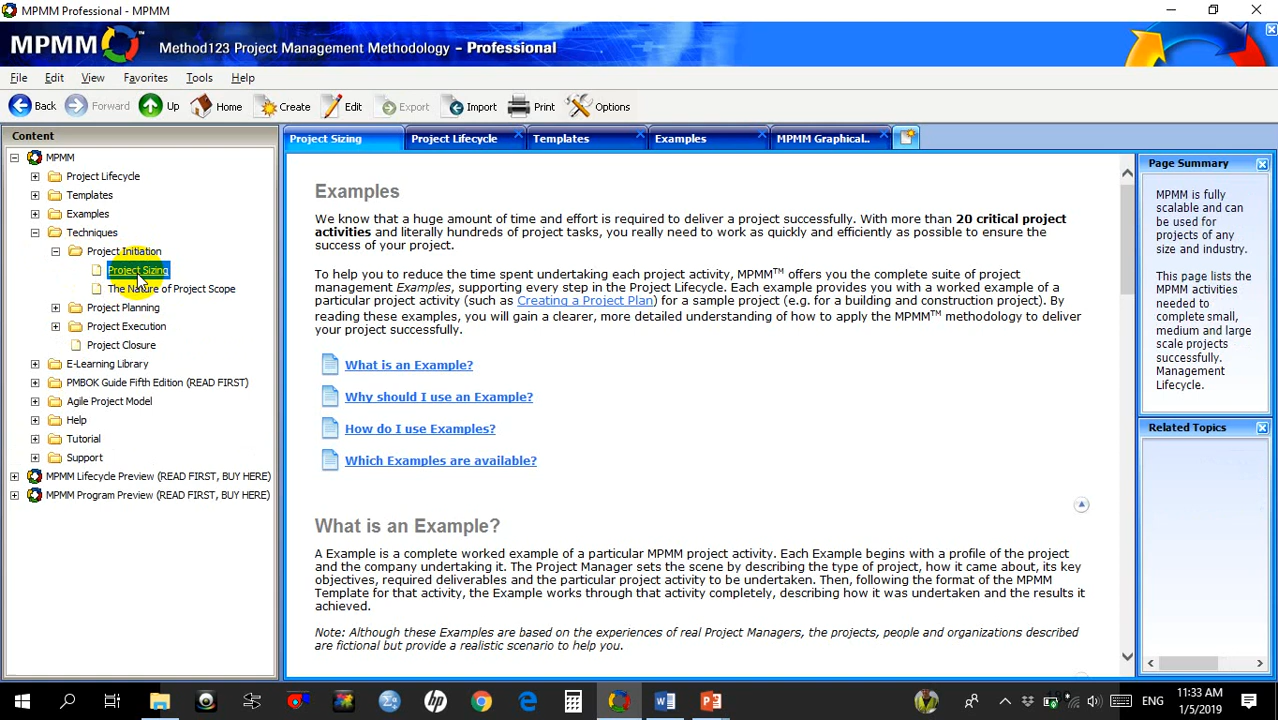 MPMM Professional - MPMM
MPMM Method123 Project Management Methodology - Professional
File Edit View Favorites Tools Help
Back Forward Up Home Create Edit Export Import Print Options
Content
MPMM
Project Lifecycle
Templates
Examples
Techniques
Project Initiation
Project Sizing
The Nature of Project Scope
Project Planning
Project Execution
Project Closure
E-Learning Library
PMBOK Guide Fifth Edition (READ FIRST)
Agile Project Model
Help
Tutorial
Support
MPMM Lifecycle Preview (READ FIRST, BUY HERE)
MPMM Program Preview (READ FIRST, BUY HERE)
Project Sizing Project Lifecycle Templates Examples MPMM Graphical..
Examples
We know that a huge amount of time and effort is required to deliver a project successfully. With more than 20 critical project
activities and literally hundreds of project tasks, you really need to work as quickly and efficiently as possible to ensure the
success of your project.
To help you to reduce the time spent undertaking each project activity, MPMM™ offers you the complete suite of project
management Examples, supporting every step in the Project Lifecycle. Each example provides you with a worked example of a
particular project activity (such as Creating a Project Plan) for a sample project (e.g. for a building and construction project). By
reading these examples, you will gain a clearer, more detailed understanding of how to apply the MPMM™ methodology to deliver
your project successfully.
What is an Example?
Why should I use an Example?
How do I use Examples?
Which Examples are available?
What is an Example?
A Example is a complete worked example of a particular MPMM project activity. Each Example begins with a profile of the project
and the company undertaking it. The Project Manager sets the scene by describing the type of project, how it came about, its key
objectives, required deliverables and the particular project activity to be undertaken. Then, following the format of the MPMM
Template for that activity, the Example works through that activity completely, describing how it was undertaken and the results it
achieved.
Note: Although these Examples are based on the experiences of real Project Managers, the projects, people and organizations described
are fictional but provide a realistic scenario to help you.
Page Summary
MPMM is fully
scalable and can
be used for
projects of any
size and industry.
This page lists the
MPMM activities
needed to
complete small,
medium and large
scale projects
successfully.
Management
Lifecycle.
Related Topics
ENG
11:33 AM
1/5/2019